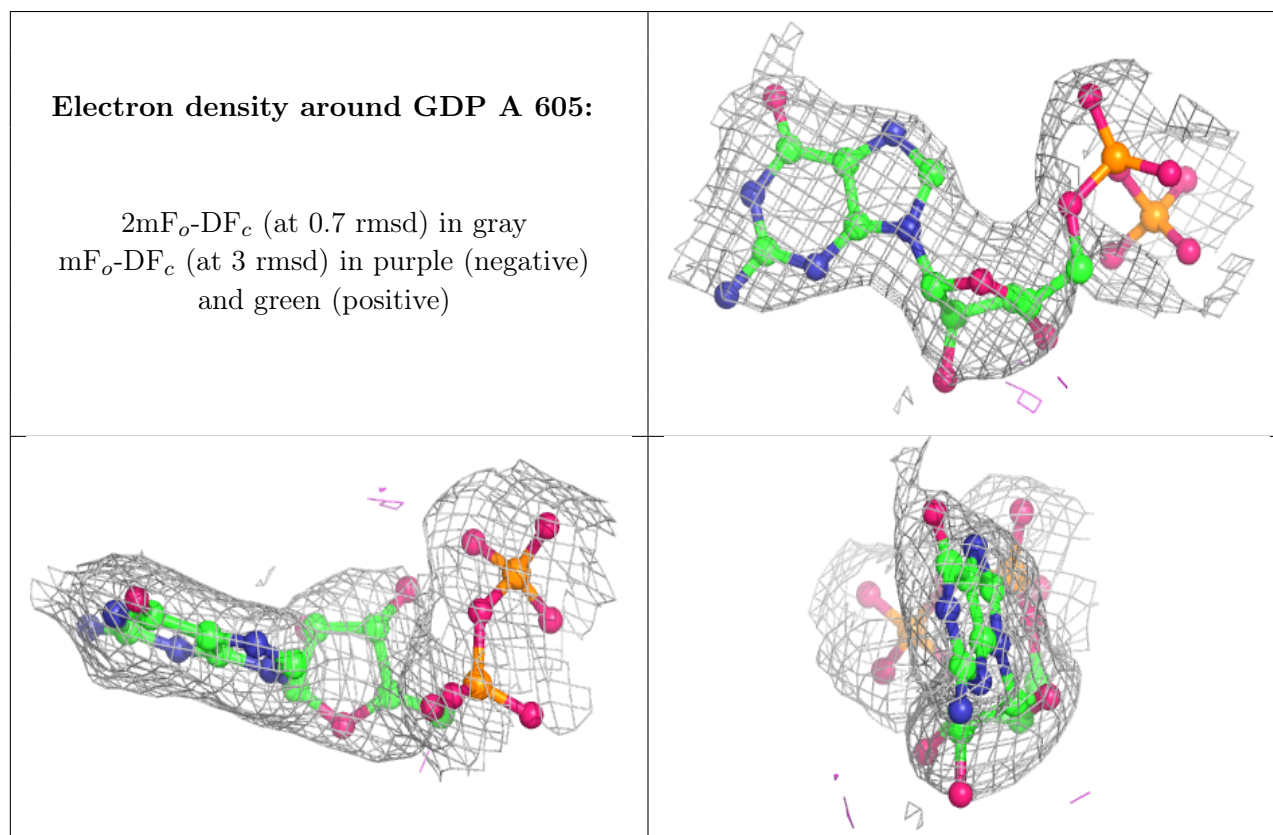 Electron density around GDP A 605:
2mFₒ-DF𝒸 (at 0.7 rmsd) in gray
mFₒ-DF𝒸 (at 3 rmsd) in purple (negative)
and green (positive)